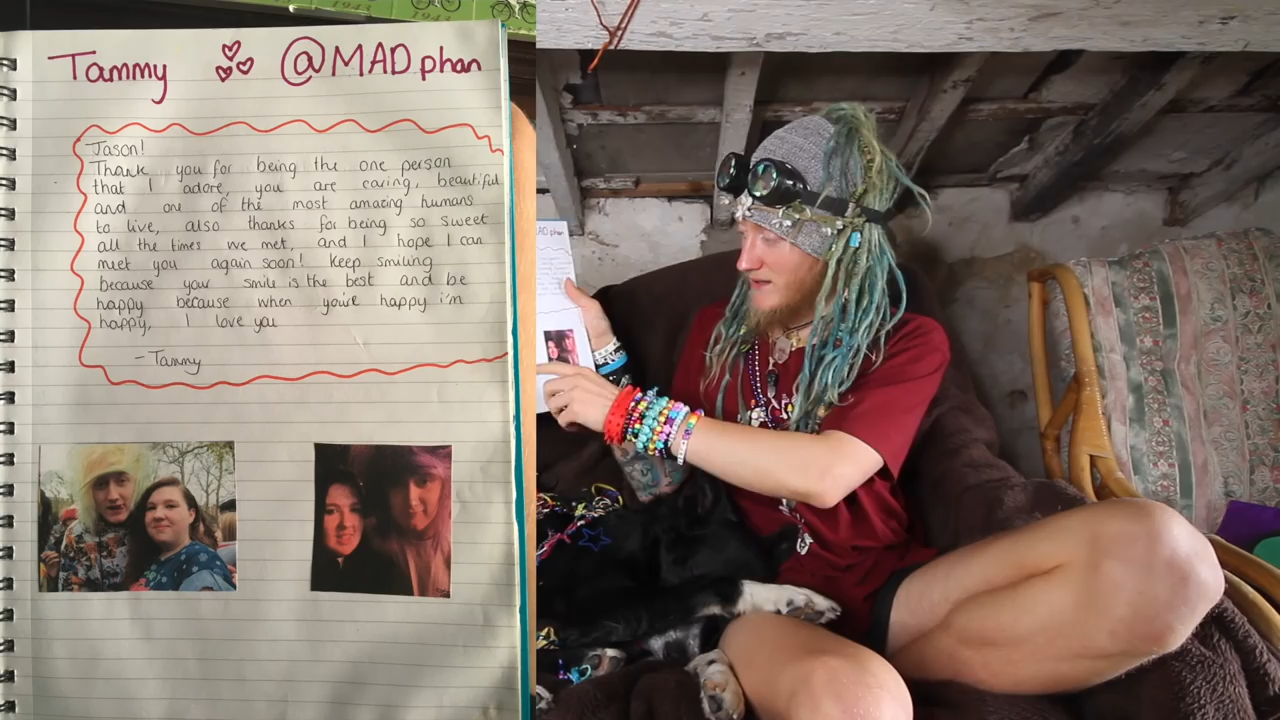 1943
1942
Tammy @MADphan
Jason!
Thank you for being the one person
that I adore, you are caring, beautiful
and one of the most amazing humans
to live, also thanks for being so sweet
all the times we met, and I hope I can
meet you again soon! keep smiling
because your smile is the best and be
happy because when you're happy i'm
happy, I love you
-Tammy
ADphan